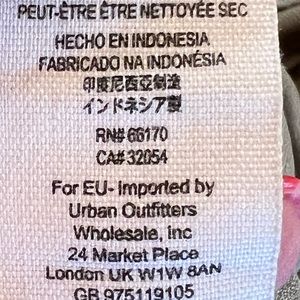 PEUT-ÊTRE ÊTRE NETTOYÉE SEC
HECHO EN INDONESIA
FABRICADO NA INDONÉSIA
印度尼西亞制造
インドネシア製
RN# 66170
CA# 32054
For EU- Imported by
Urban Outfitters
Wholesale, Inc
24 Market Place
London UK W1W 8AN
GB 975119105